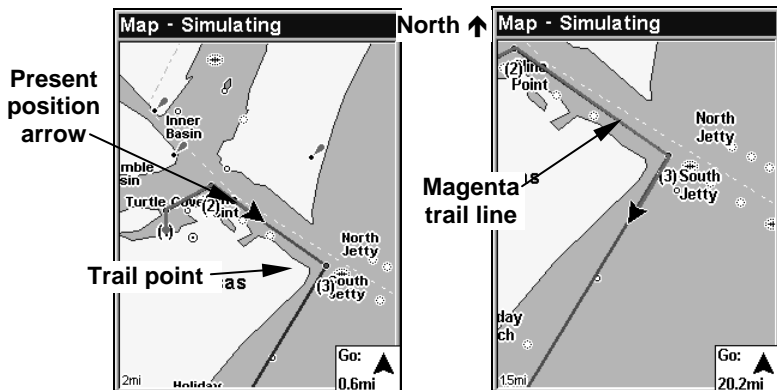 Map - Simulating
North
Map - Simulating
Present
position
arrow
Inner
Basin
Turtle Cove
(2)
North
Jetty
(3)South
Jetty
Trail point
Holiday
2mi
Go:
0.6mi
(2)
Point
North
Jetty
(3) South
Jetty
Magenta
trail line
1.5mi
Go:
20.2mi